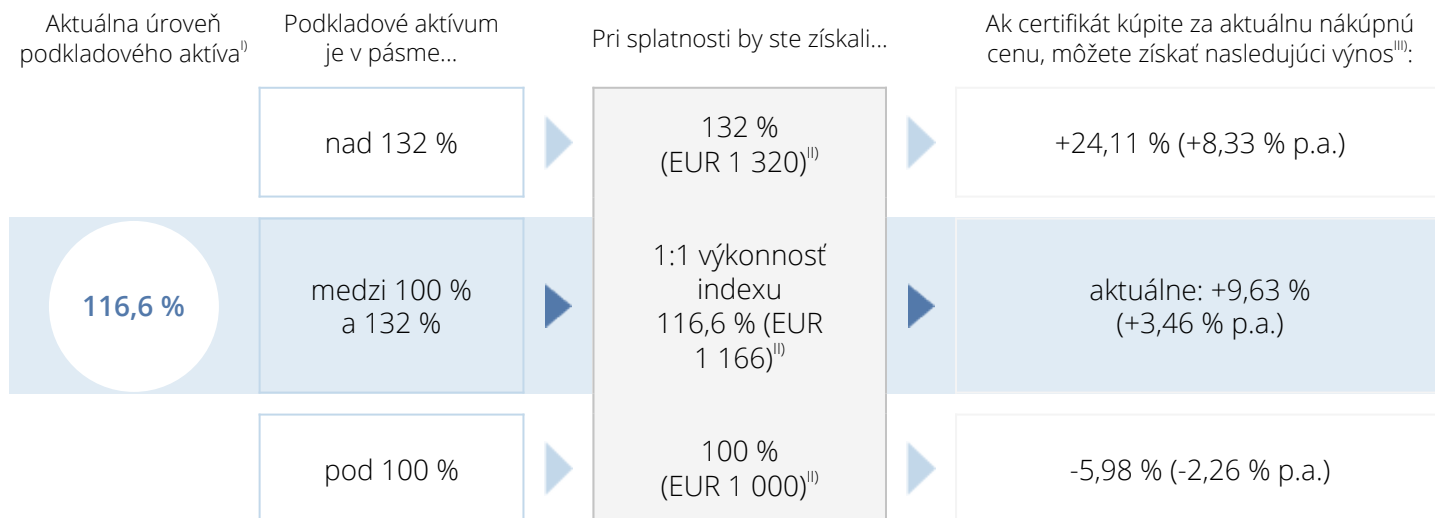 Aktuálna úroveň
podkladového aktíva I)
Podkladové aktívum
je v pásme...
Pri splatnosti by ste získali...
Ak certifikát kúpite za aktuálnu nákúpnú
cenu, môžete získať nasledujúci výnos III):
nad 132 %
132 %
(EUR 1 320) II)
+24,11 % (+8,33 % p.a.)
116,6 %
medzi 100 %
a 132 %
1:1 výkonnosť
indexu
116,6 % (EUR
1 166) II)
aktuálne: +9,63 %
(+3,46 % p.a.)
pod 100 %
100 %
(EUR 1 000) II)
-5,98 % (-2,26 % p.a.)